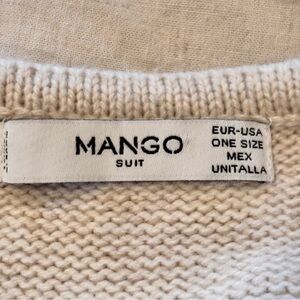 MANGO
SUIT
EUR-USA
ONE SIZE
MEX
UNITALLA